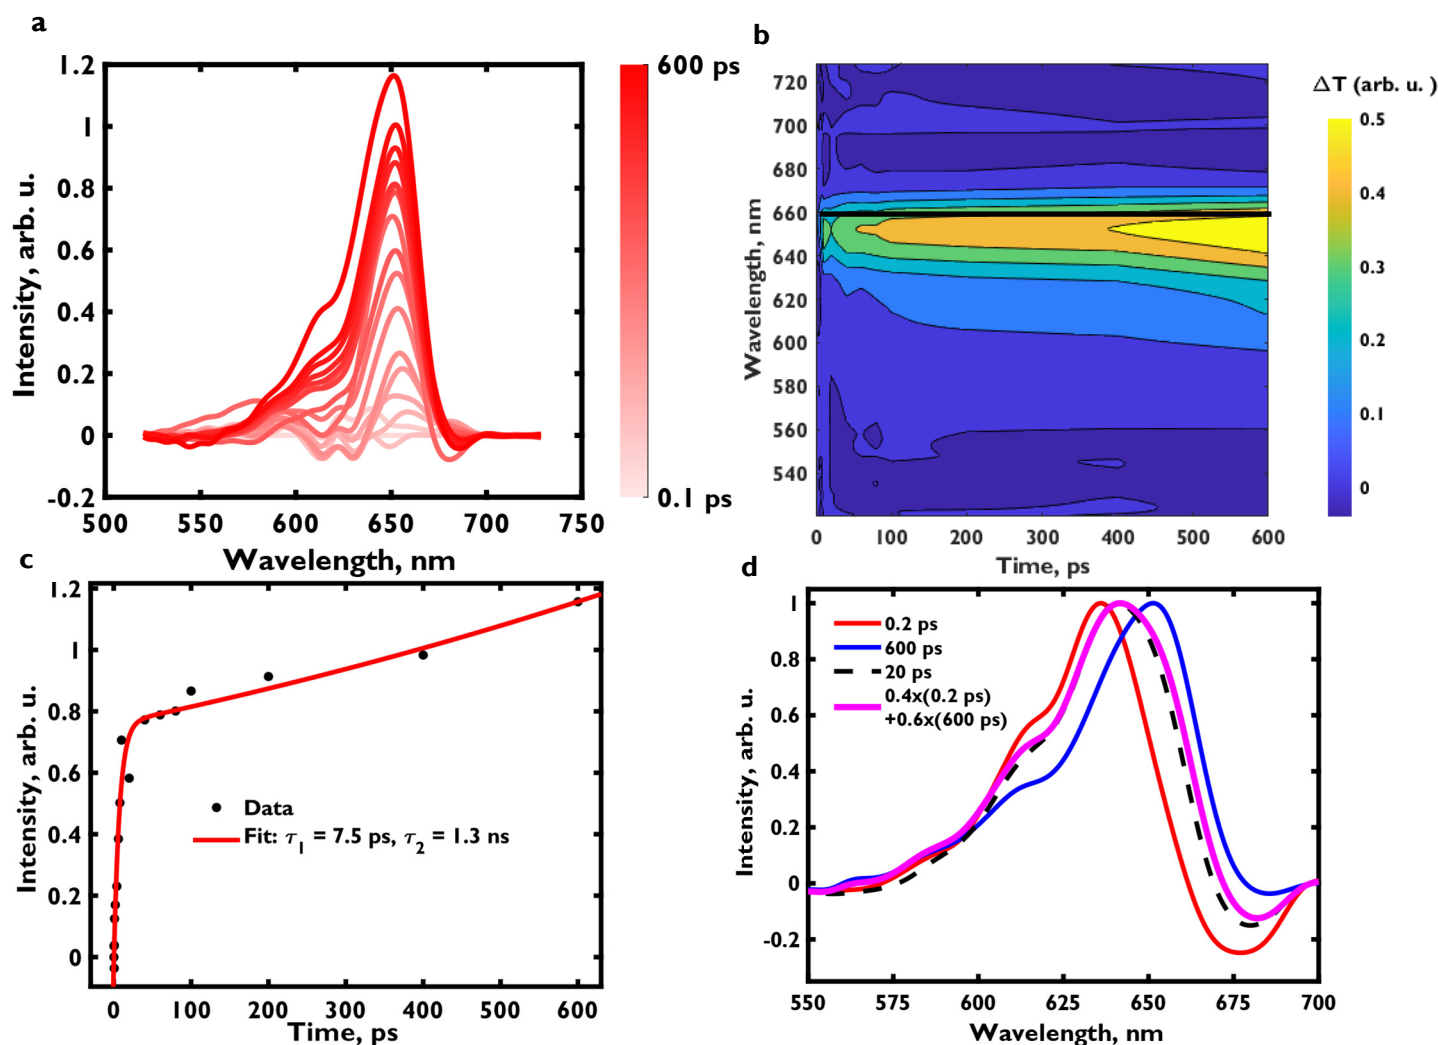 a
1.2
1
0.8
0.6
0.4
0.2
0
-0.2
500
550
600
650
700
750
Intensity, arb. u.
Wavelength, nm
600 ps
0.1 ps
b
720
700
680
660
640
620
600
580
560
540
0
100
200
300
400
500
600
Wavelength, nm
Time, ps
ΔT (arb. u. )
0.5
0.4
0.3
0.2
0.1
0
c
1.2
1
0.8
0.6
0.4
0.2
0
0
100
200
300
400
500
600
Intensity, arb. u.
Time, ps
Data
Fit: τ1 = 7.5 ps, τ2 = 1.3 ns
d
1
0.8
0.6
0.4
0.2
0
-0.2
550
600
625
650
675
700
Intensity, arb. u.
Wavelength, nm
0.2 ps
600 ps
20 ps
0.4x(0.2 ps)
+0.6x(600 ps)